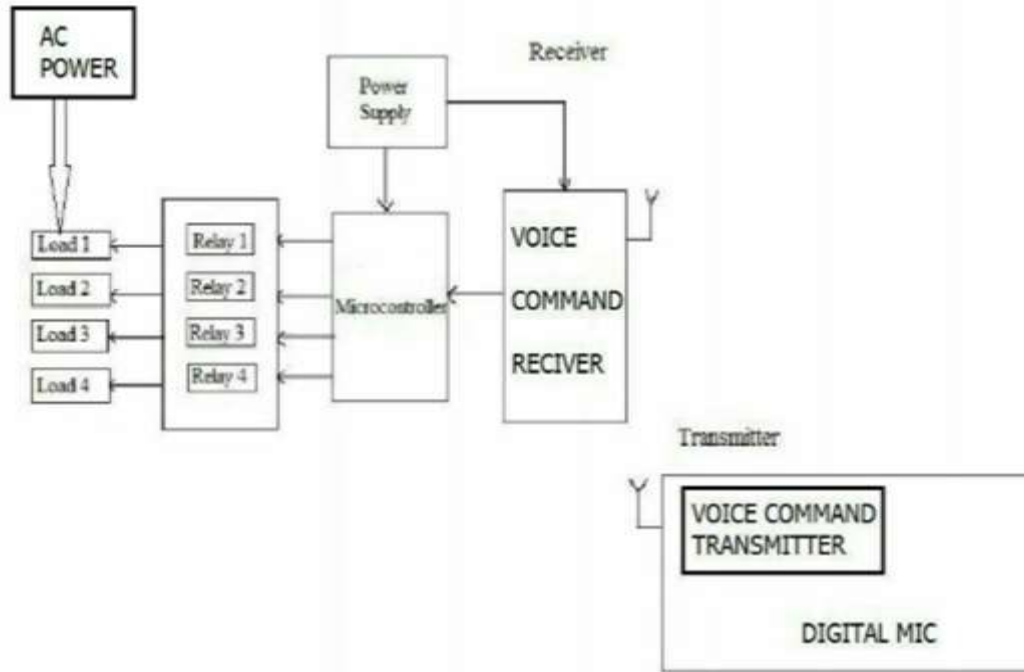 AC
POWER
Receiver
Power
Supply
Load 1
Load 2
Load 3
Load 4
Relay 1
Relay 2
Relay 3
Relay 4
Microcontroller
VOICE
COMMAND
RECIVER
Transmitter
VOICE COMMAND
TRANSMITTER
DIGITAL MIC